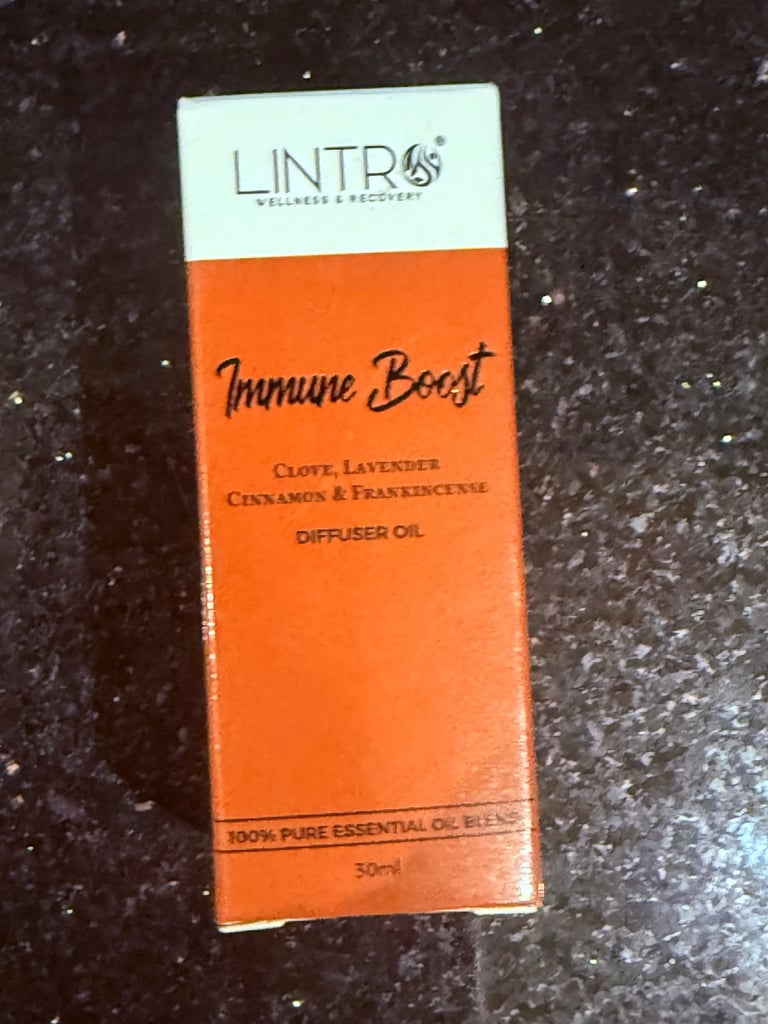 LINTRO®
WELLNESS & RECOVERY
Immune Boost
CLOVE, LAVENDER
CINNAMON & FRANKINCENSE
DIFFUSER OIL
100% PURE ESSENTIAL OIL BLEND
30ml